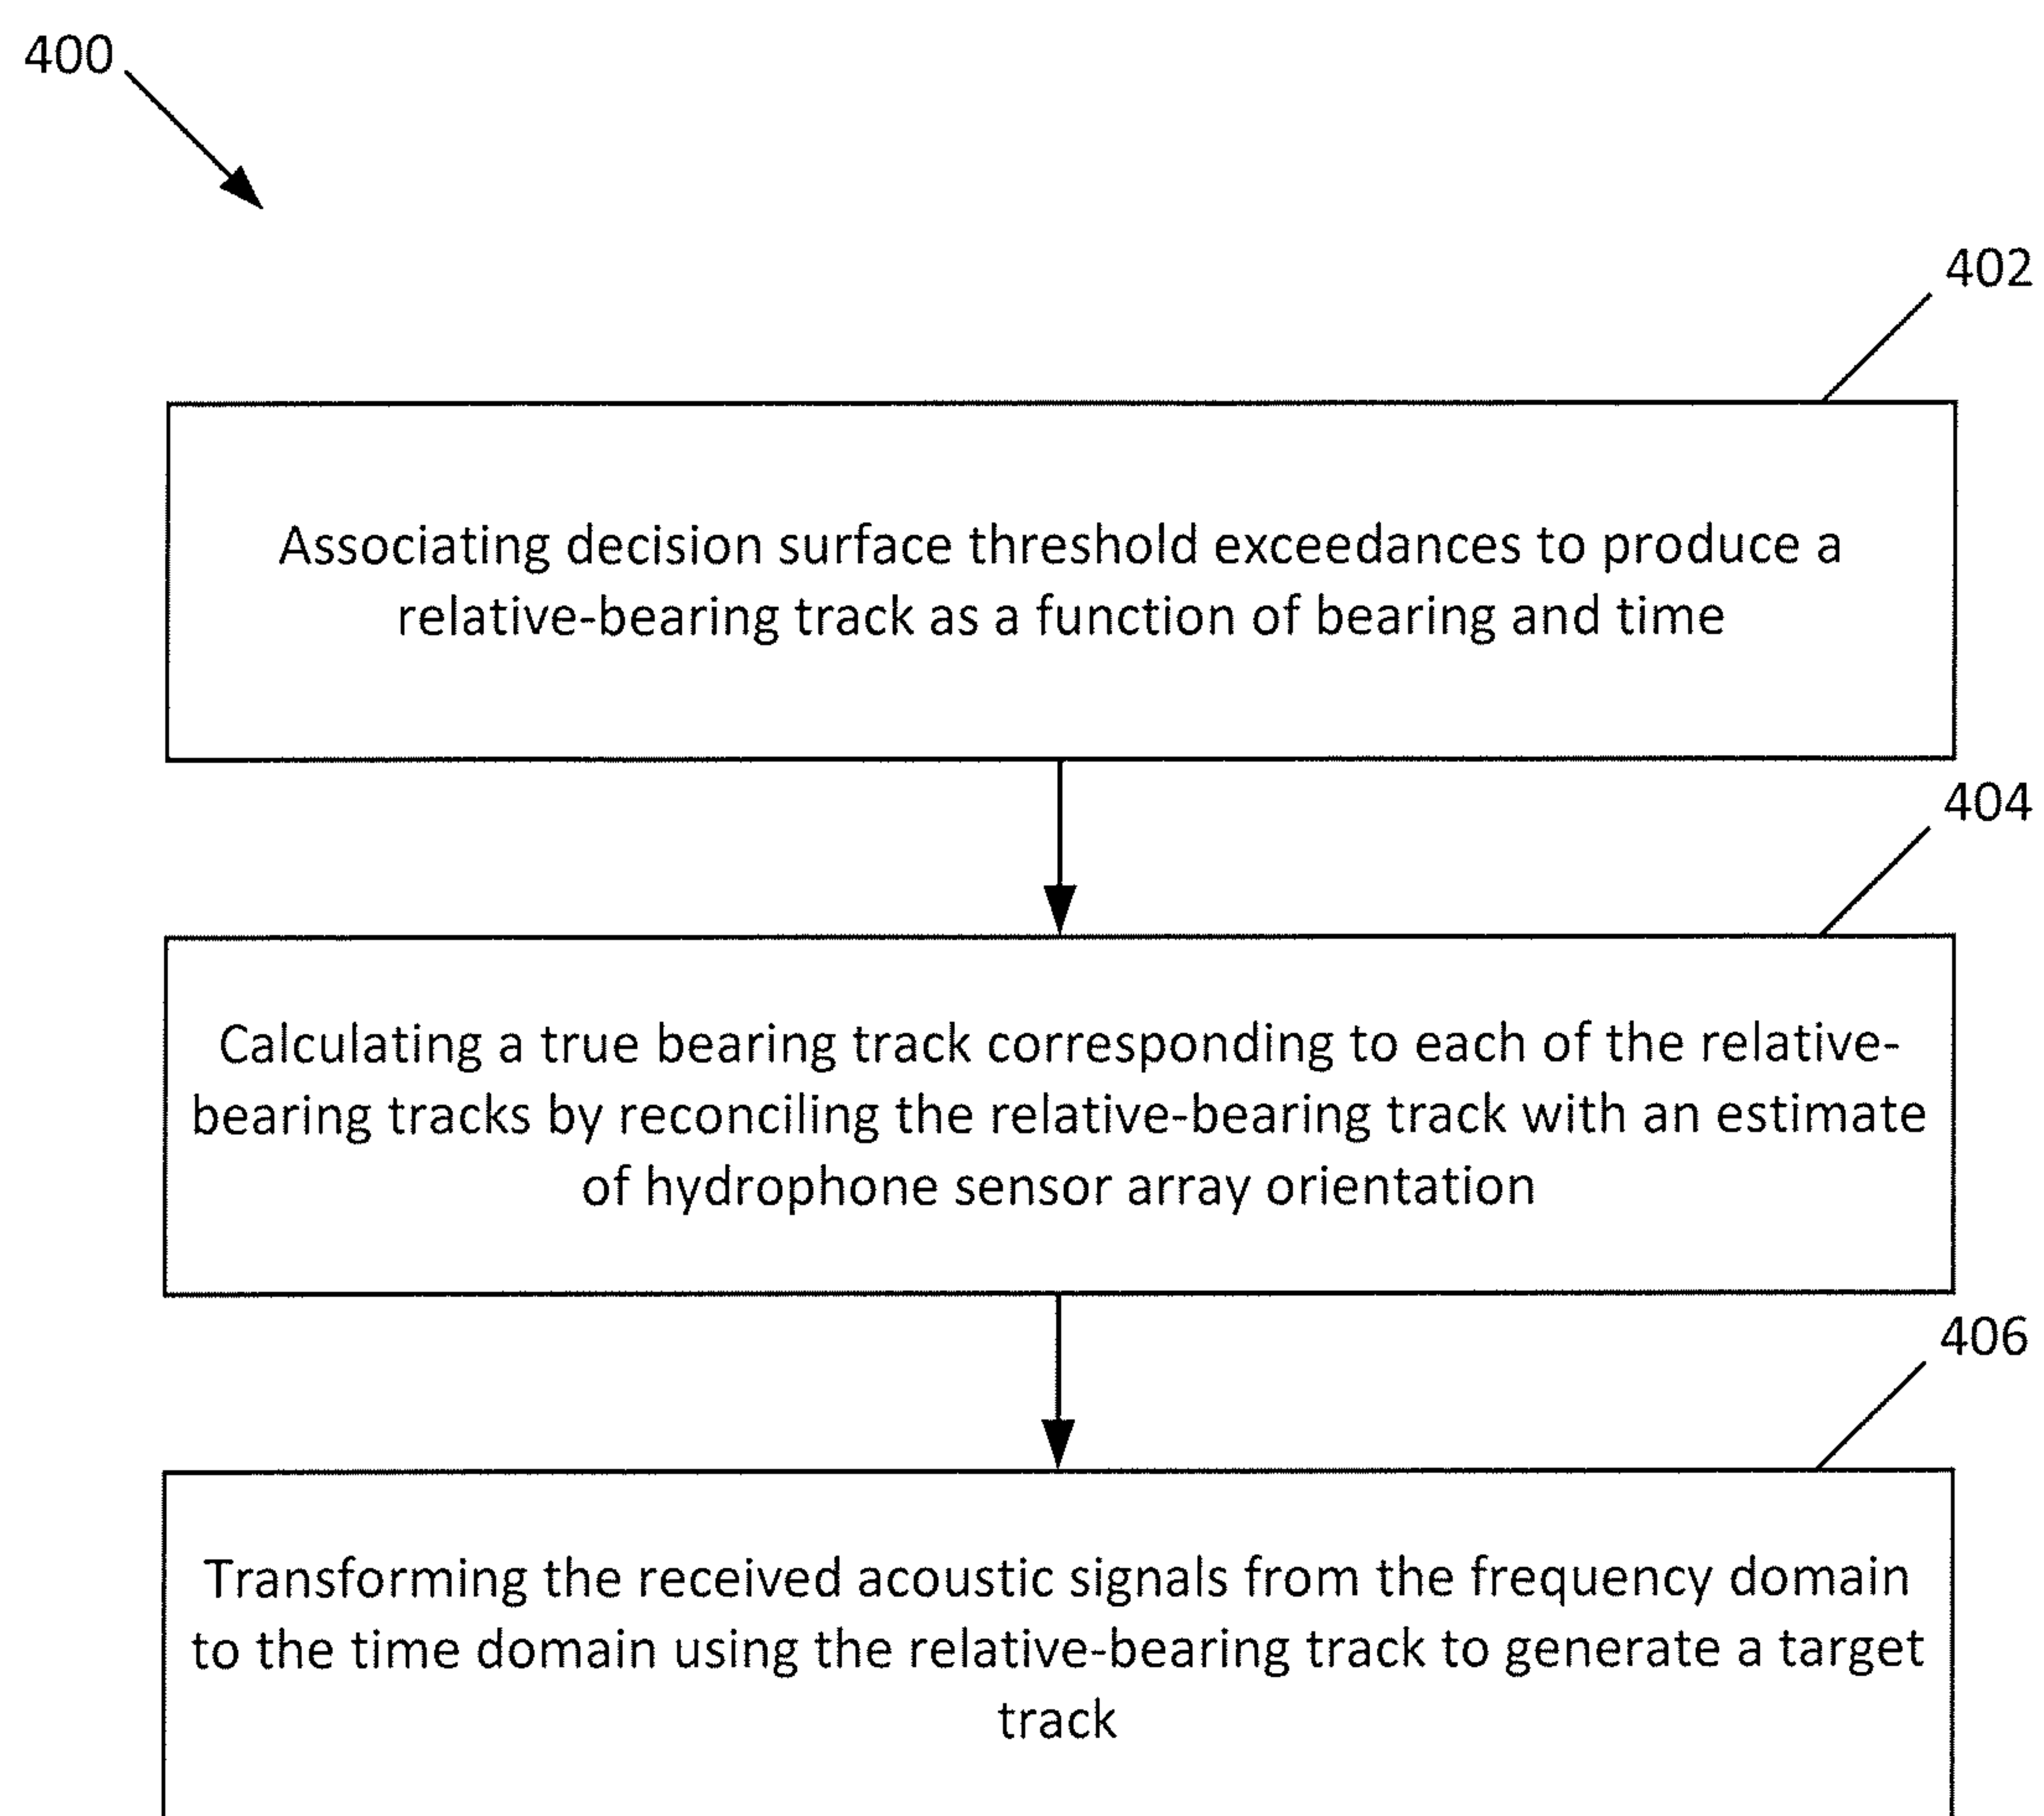 400
402
Associating decision surface threshold exceedances to produce a
relative-bearing track as a function of bearing and time
404
Calculating a true bearing track corresponding to each of the relative-
bearing tracks by reconciling the relative-bearing track with an estimate
of hydrophone sensor array orientation
406
Transforming the received acoustic signals from the frequency domain
to the time domain using the relative-bearing track to generate a target
track